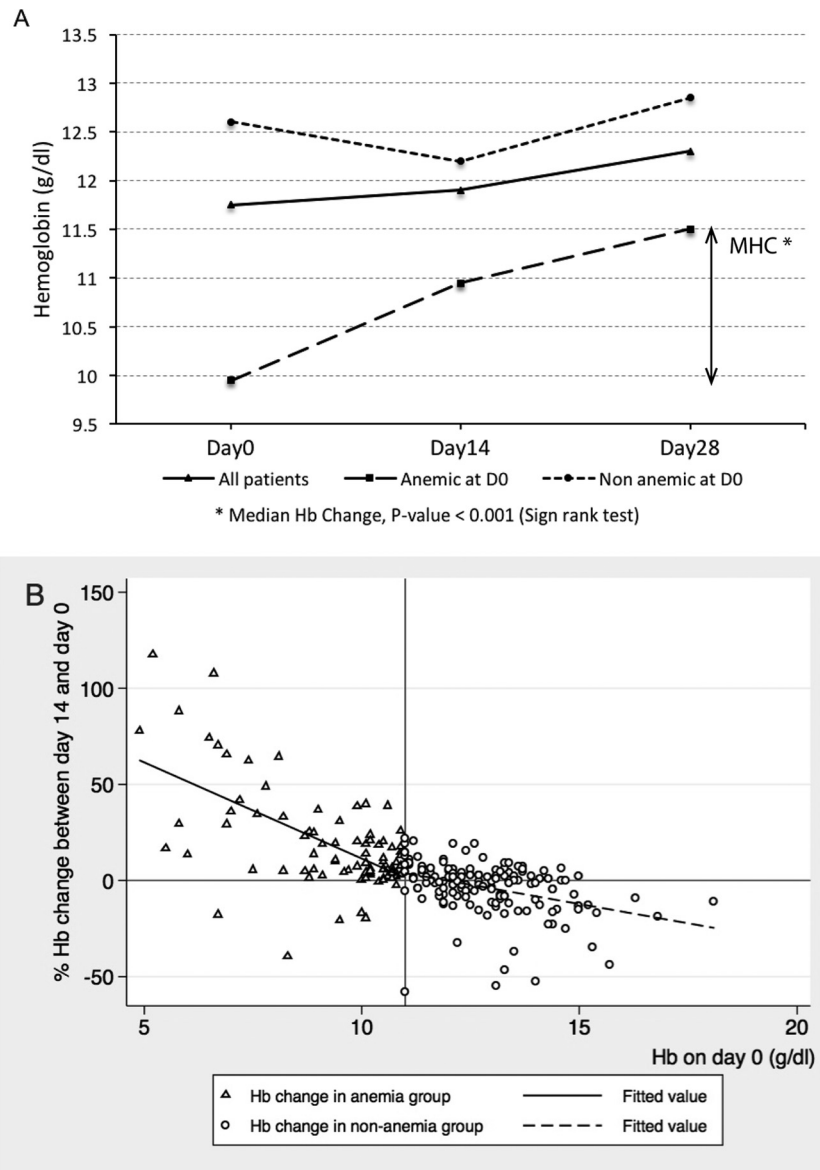 A
Hemoglobin (g/dl)
13.5
13
12.5
12
11.5
11
10.5
10
9.5
MHC *
Day0 Day14 Day28
All patients Anemic at D0 Non anemic at D0
* Median Hb Change, P-value < 0.001 (Sign rank test)
B
% Hb change between day 14 and day 0
150
100
50
0
-50
5 10 15 20
Hb on day 0 (g/dl)
Hb change in anemia group Fitted value
Hb change in non-anemia group Fitted value